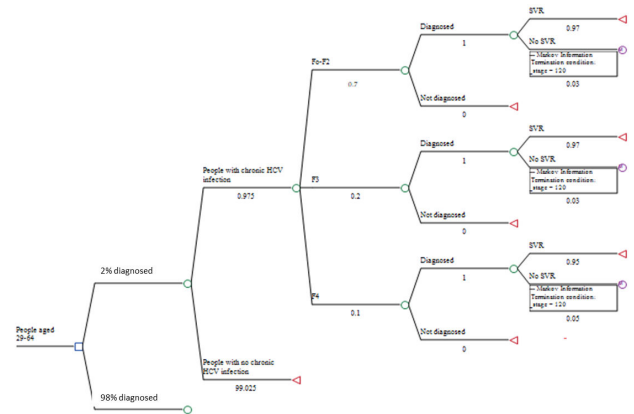 SVR
0.97
Diagnosed
1
No SVR
-- Markov Information
Termination condition.
_stage = 120
0.03
Fo-F2
0.7
Not diagnosed
0
People with chronic HCV
infection
0.975
SVR
0.97
Diagnosed
1
No SVR
-- Markov Information
Termination condition.
_stage = 120
0.03
F3
0.2
Not diagnosed
0
SVR
0.95
Diagnosed
1
No SVR
-- Markov Information
Termination condition.
_stage = 120
0.05
F4
0.1
Not diagnosed
0
2% diagnosed
People aged
29-64
People with no chronic
HCV infection
99.025
98% diagnosed